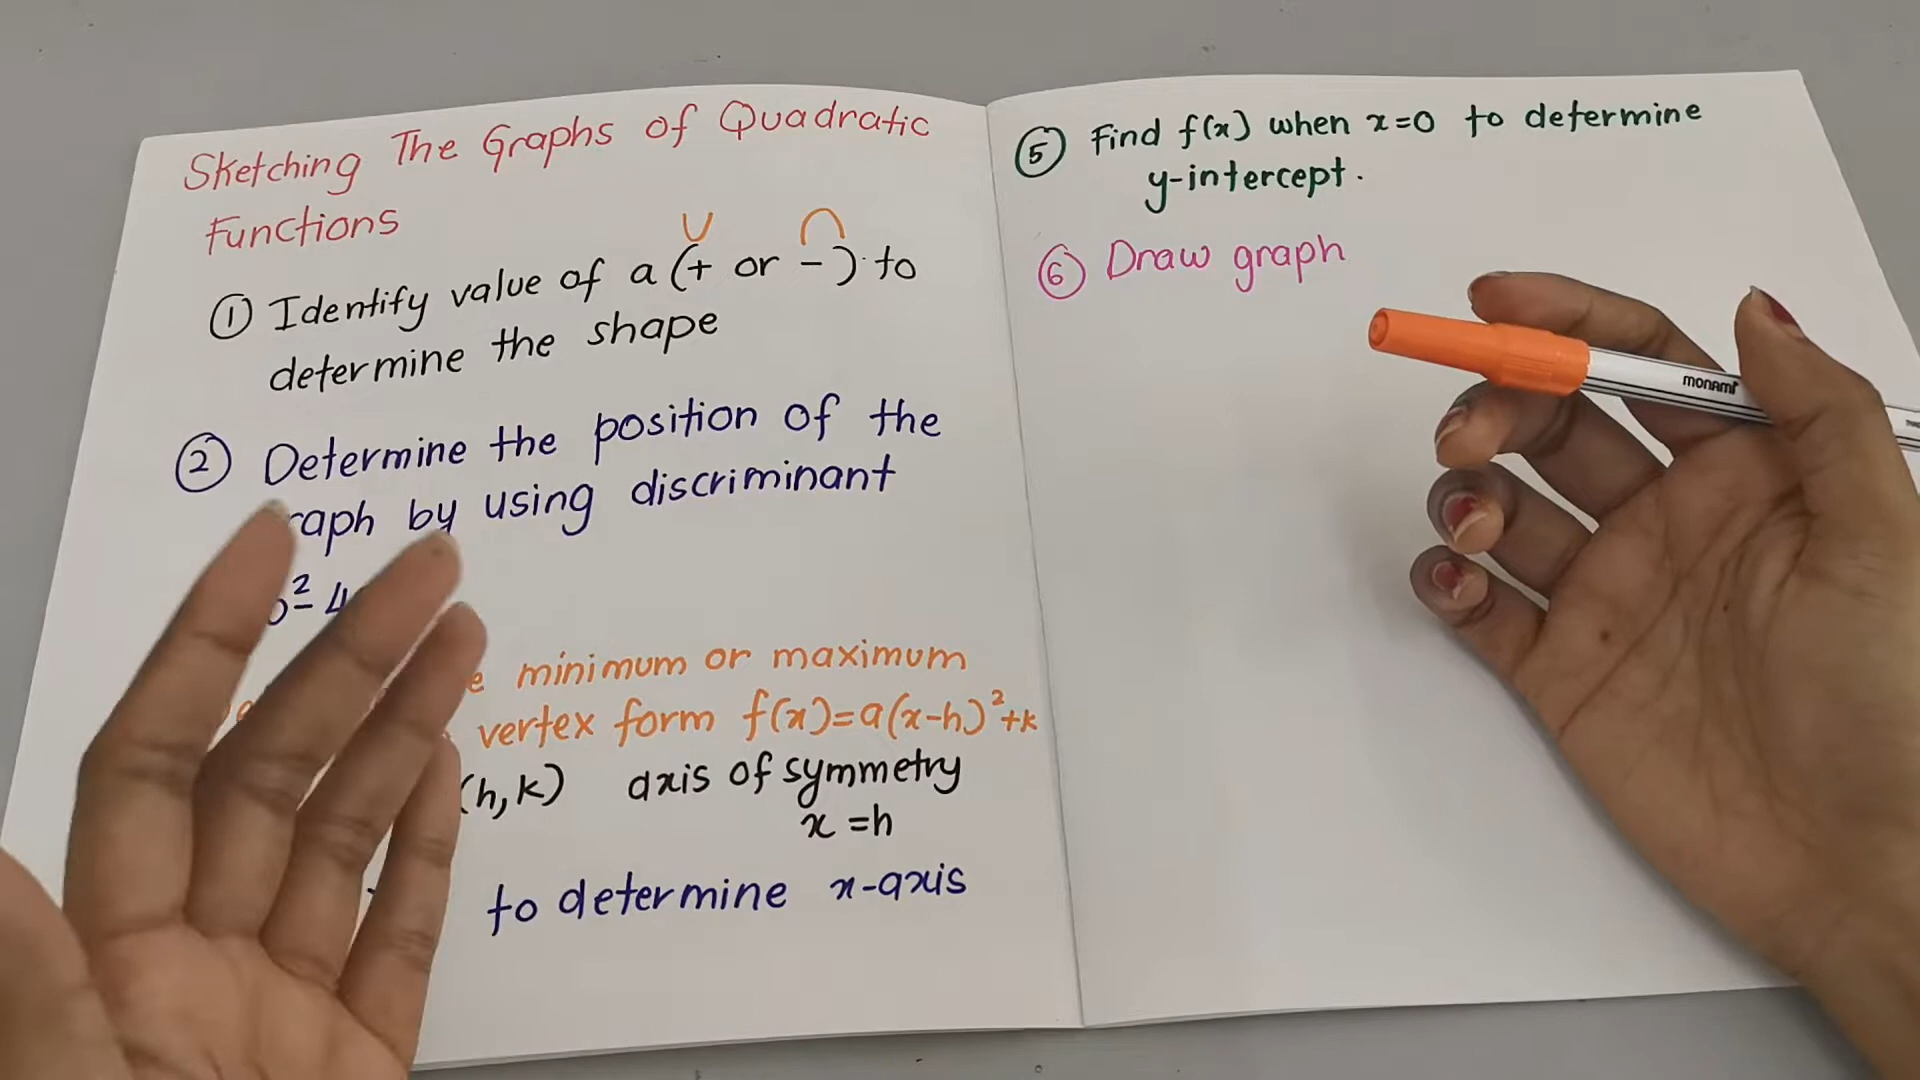 Sketching The Graphs of Quadratic
Functions
① Identify value of a (+ or -) to
determine the shape
② Determine the position of the
by using discriminant
minimum or maximum
vertex form f(x)=a(x-h)²+k
(h,k) axis of symmetry
x=h
to determine x-axis
⑤ Find f(x) when x=0 to determine
y-intercept.
⑥ Draw graph
monami